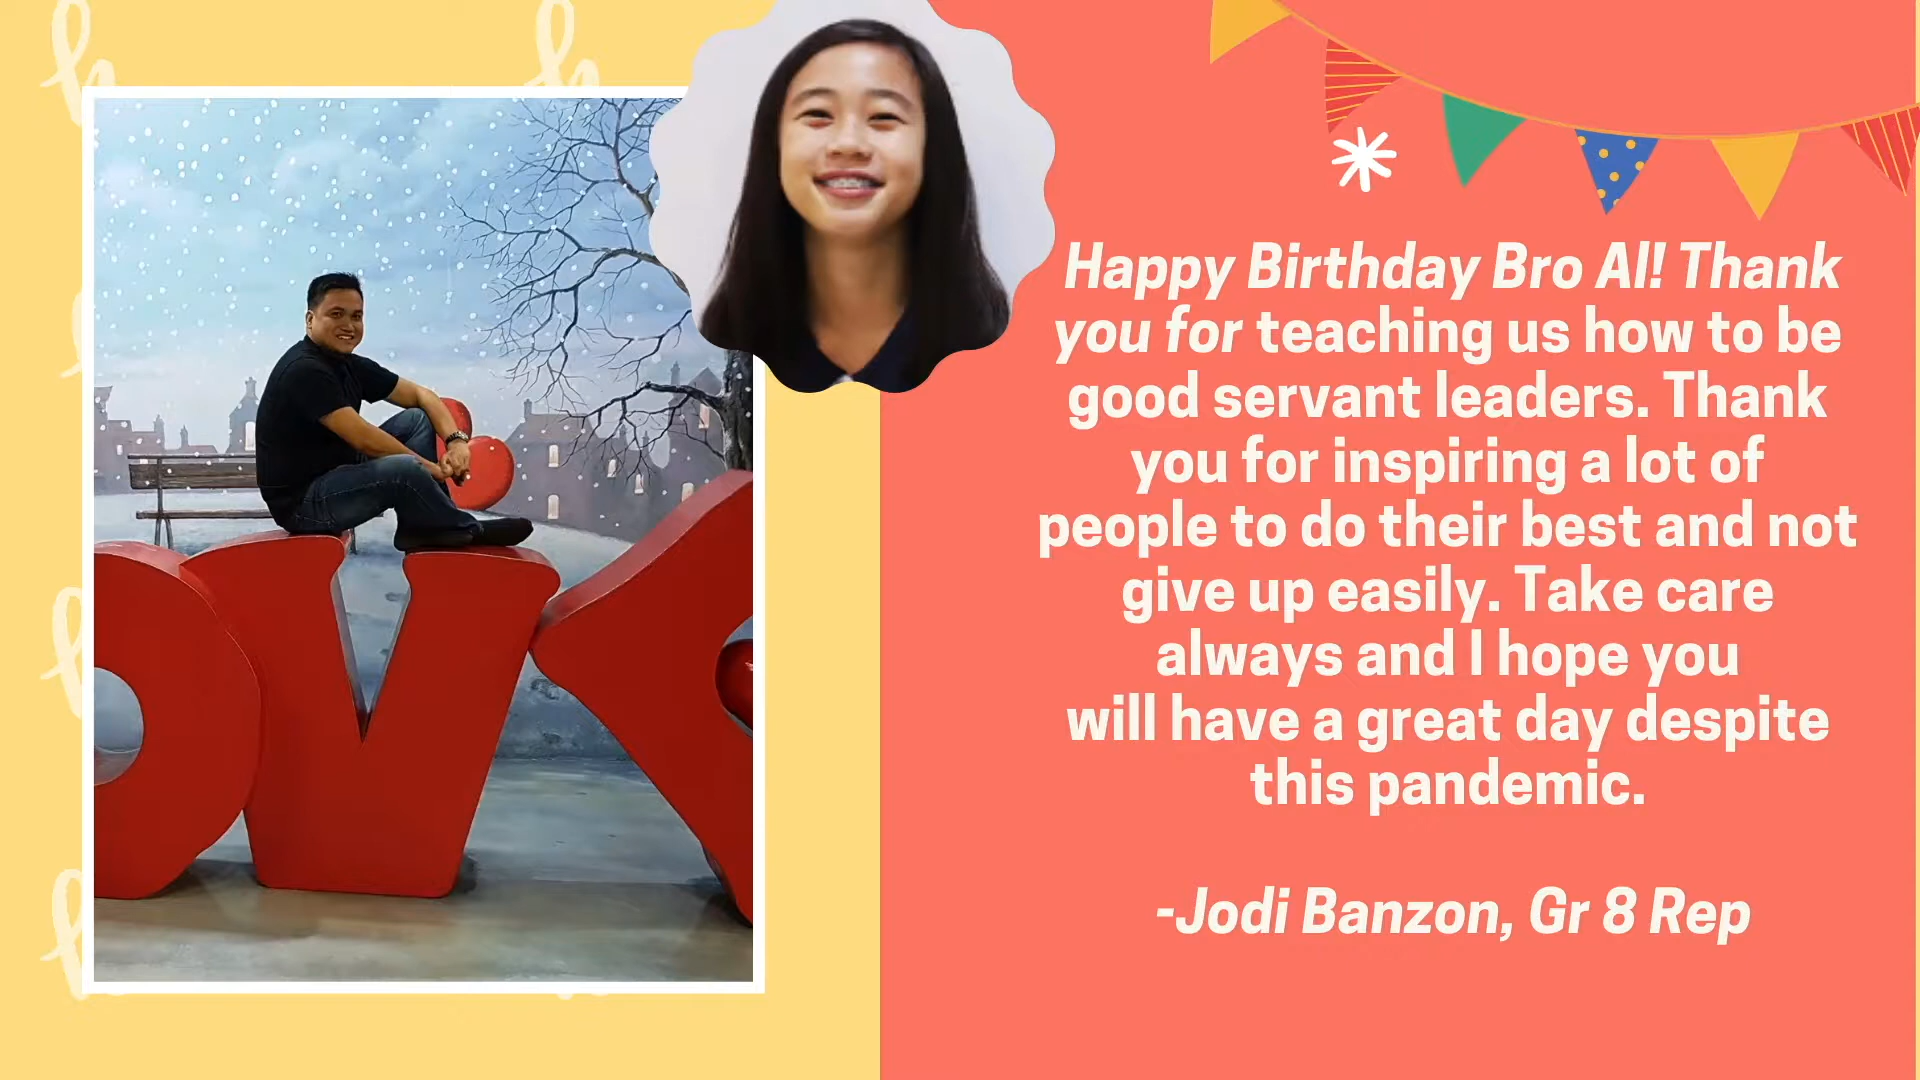 Happy Birthday Bro Al! Thank
you for teaching us how to be
good servant leaders. Thank
you for inspiring a lot of
people to do their best and not
give up easily. Take care
always and I hope you
will have a great day despite
this pandemic.
-Jodi Banzon, Gr 8 Rep